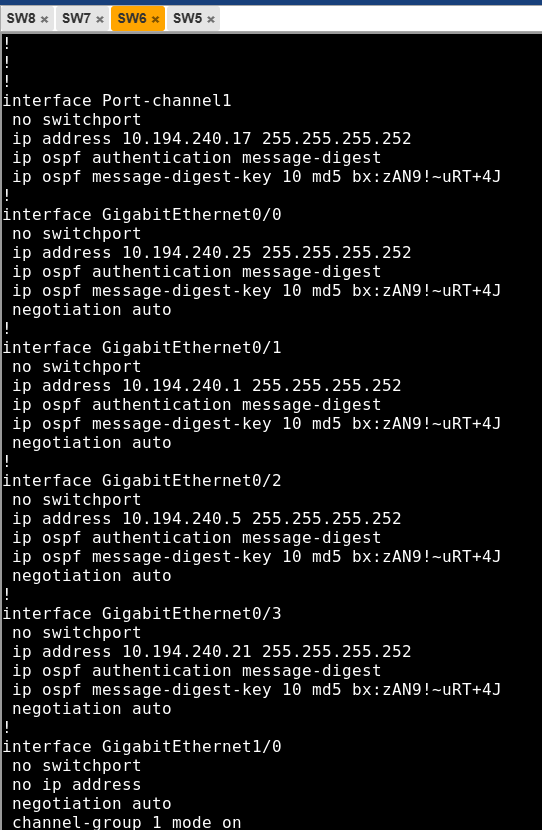 SW8 × SW7 × SW6 × SW5 ×
!
!
!
interface Port-channel1
 no switchport
 ip address 10.194.240.17 255.255.255.252
 ip ospf authentication message-digest
 ip ospf message-digest-key 10 md5 bx:zAN9!~uRT+4J
!
interface GigabitEthernet0/0
 no switchport
 ip address 10.194.240.25 255.255.255.252
 ip ospf authentication message-digest
 ip ospf message-digest-key 10 md5 bx:zAN9!~uRT+4J
 negotiation auto
!
interface GigabitEthernet0/1
 no switchport
 ip address 10.194.240.1 255.255.255.252
 ip ospf authentication message-digest
 ip ospf message-digest-key 10 md5 bx:zAN9!~uRT+4J
 negotiation auto
!
interface GigabitEthernet0/2
 no switchport
 ip address 10.194.240.5 255.255.255.252
 ip ospf authentication message-digest
 ip ospf message-digest-key 10 md5 bx:zAN9!~uRT+4J
 negotiation auto
!
interface GigabitEthernet0/3
 no switchport
 ip address 10.194.240.21 255.255.255.252
 ip ospf authentication message-digest
 ip ospf message-digest-key 10 md5 bx:zAN9!~uRT+4J
 negotiation auto
!
interface GigabitEthernet1/0
 no switchport
 no ip address
 negotiation auto
 channel-group 1 mode on